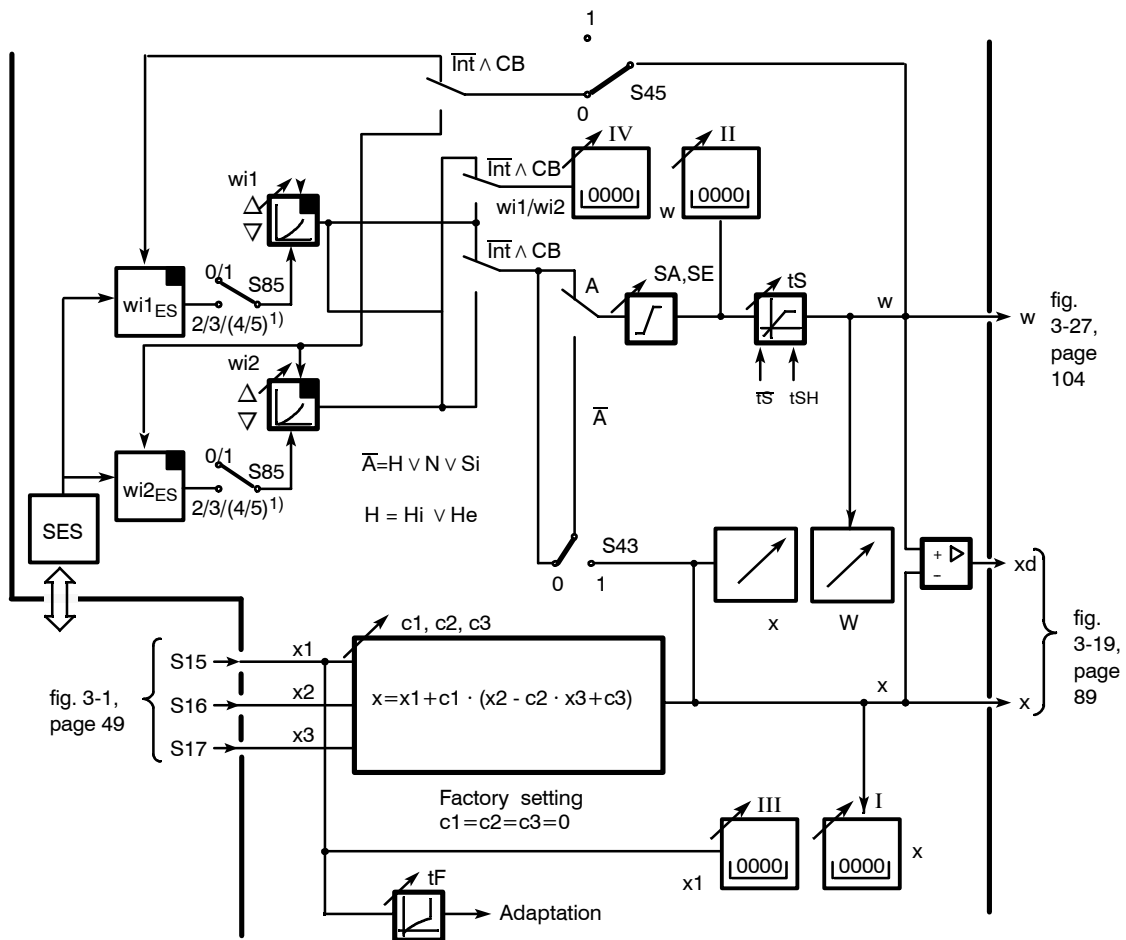 1
I̅n̅t̅ ∧ CB
S45
0
IV
II
I̅n̅t̅ ∧ CB
0000
0000
wi1
△
▽
wi1/wi2
w
I̅n̅t̅ ∧ CB
0/1
S85
A
SA,SE
tS
wi1ES
2/3/(4/5)1)
w
w
fig.
3-27,
page
104
wi2
△
▽
t̅S̅
tSH
A̅
0/1
S85
A̅=H ∨ N ∨ Si
wi2ES
2/3/(4/5)1)
H = Hi ∨ He
SES
S43
0
1
+
−
xd
x
W
c1, c2, c3
fig. 3-1,
page 49
S15
x1
S16
x2
S17
x3
x=x1+c1 · (x2 - c2 · x3+c3)
x
x
fig.
3-19,
page
89
Factory setting
c1=c2=c3=0
III
I
0000
0000
x1
x
tF
Adaptation